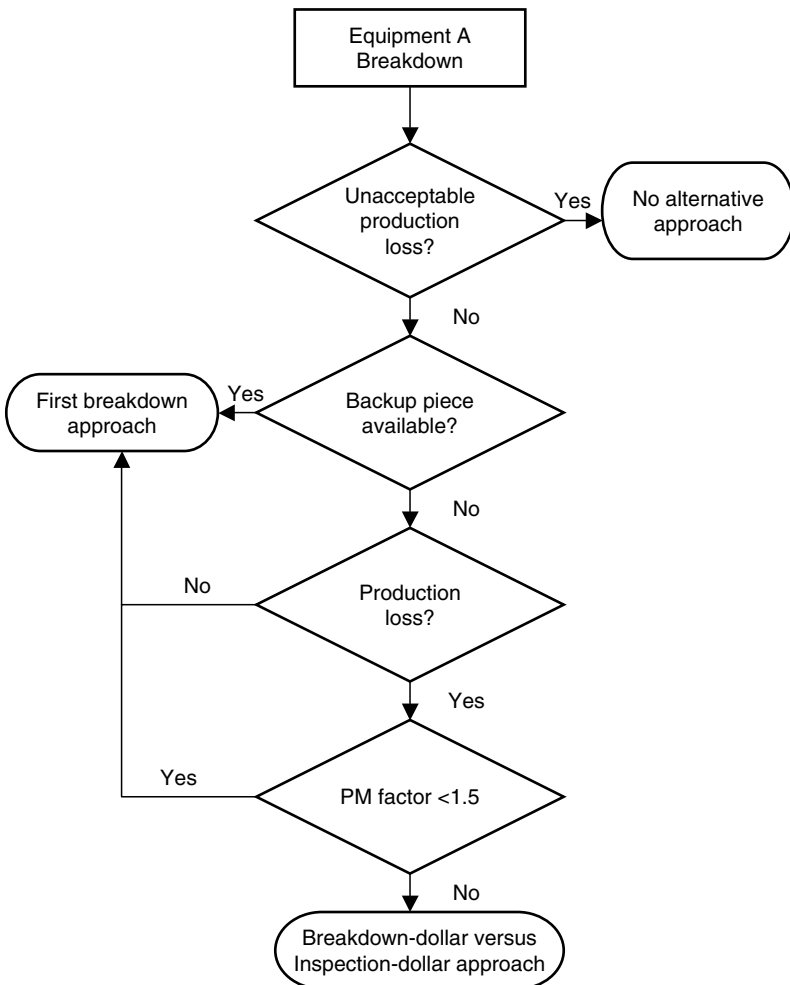 Equipment A
Breakdown
Unacceptable
production
loss?
Yes
No alternative
approach
No
First breakdown
approach
Yes
Backup piece
available?
No
No
Production
loss?
Yes
Yes
PM factor <1.5
No
Breakdown-dollar versus
Inspection-dollar approach